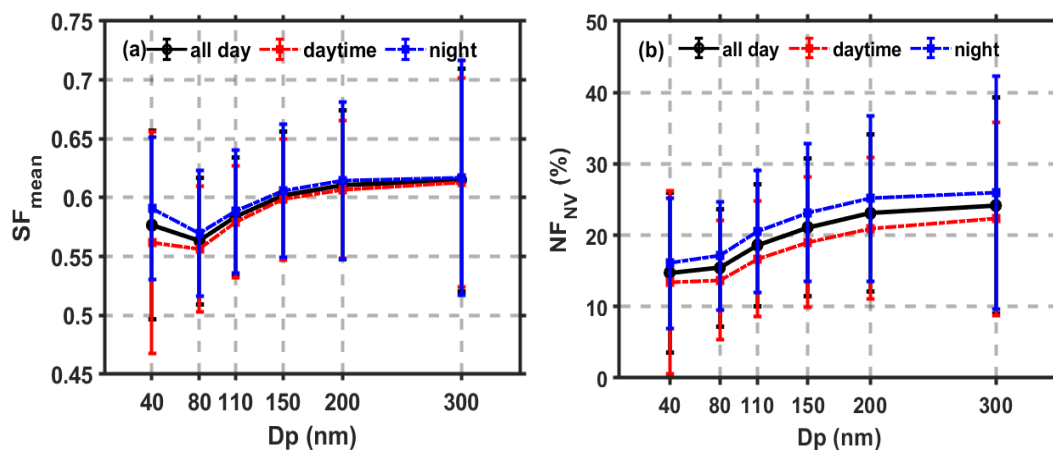 (a) all day daytime night
0.75
0.7
0.65
0.6
0.55
0.5
0.45
SF_mean
40 80 110 150 200 300
Dp (nm)
(b) all day daytime night
50
40
30
20
10
0
NF_NV (%)
40 80 110 150 200 300
Dp (nm)